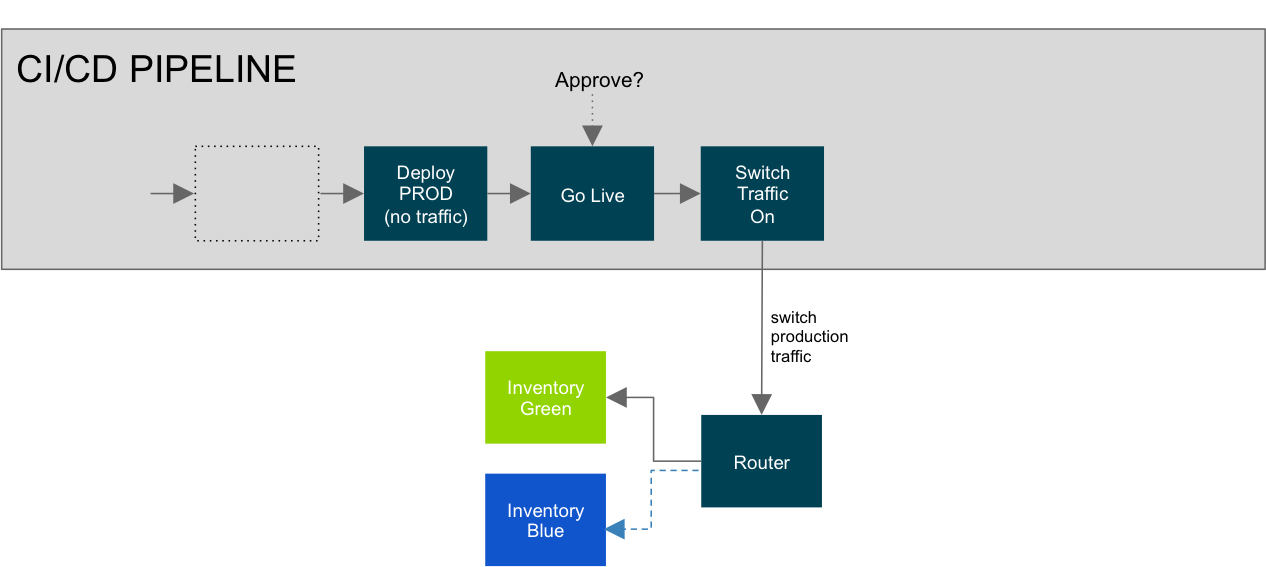 CI/CD PIPELINE
Approve?
Deploy
PROD
(no traffic)
Go Live
Switch
Traffic
On
switch
production
traffic
Inventory
Green
Router
Inventory
Blue